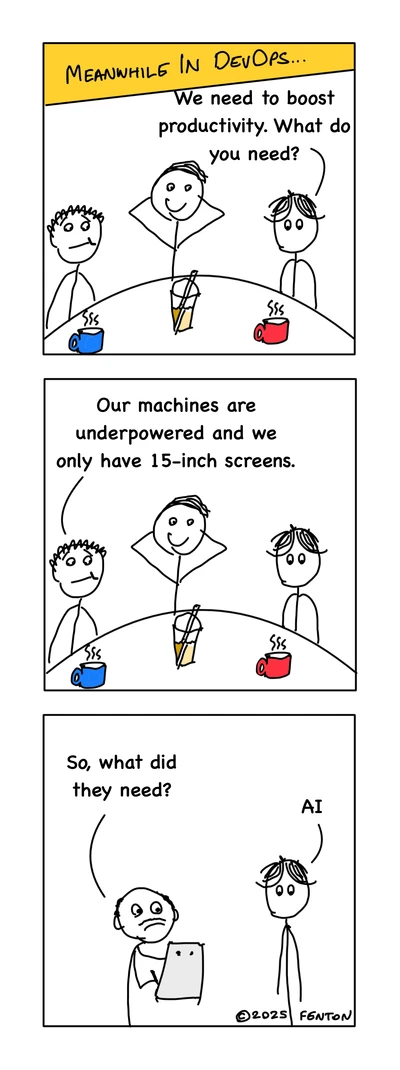 MEANWHILE IN DEVOPS...
We need to boost
productivity. What do
you need?
Our machines are
underpowered and we
only have 15-inch screens.
So, what did
they need?
AI
©2025 FENTON